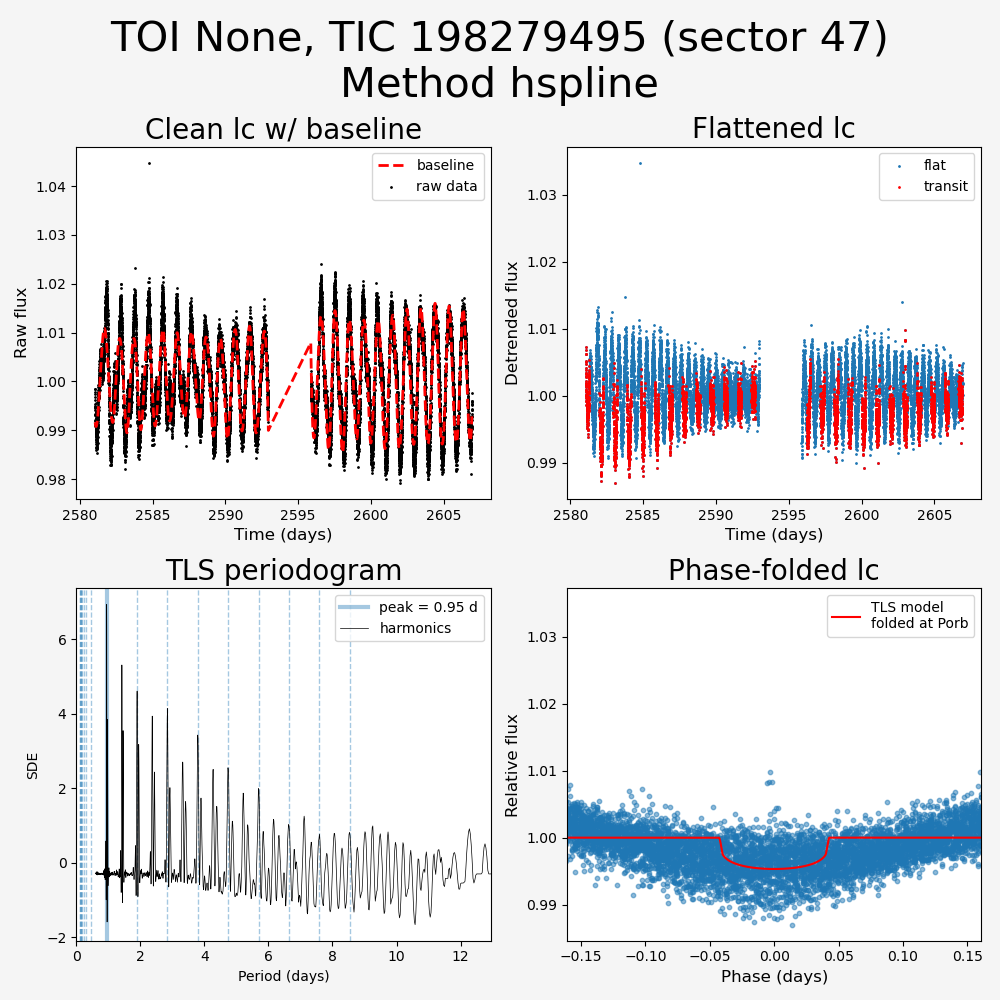 TOI None, TIC 198279495 (sector 47)
Method hspline
Clean lc w/ baseline
Flattened lc
baseline
raw data
flat
transit
1.04
1.03
1.02
1.01
1.00
0.99
0.98
Raw flux
2580 2585 2590 2595 2600 2605
Time (days)
1.03
1.02
1.01
1.00
0.99
Detrended flux
2580 2585 2590 2595 2600 2605
Time (days)
TLS periodogram
Phase-folded lc
peak = 0.95 d
harmonics
TLS model
folded at Porb
6
4
2
0
−2
SDE
0 2 4 6 8 10 12
Period (days)
1.03
1.02
1.01
1.00
0.99
Relative flux
−0.15 −0.10 −0.05 0.00 0.05 0.10 0.15
Phase (days)